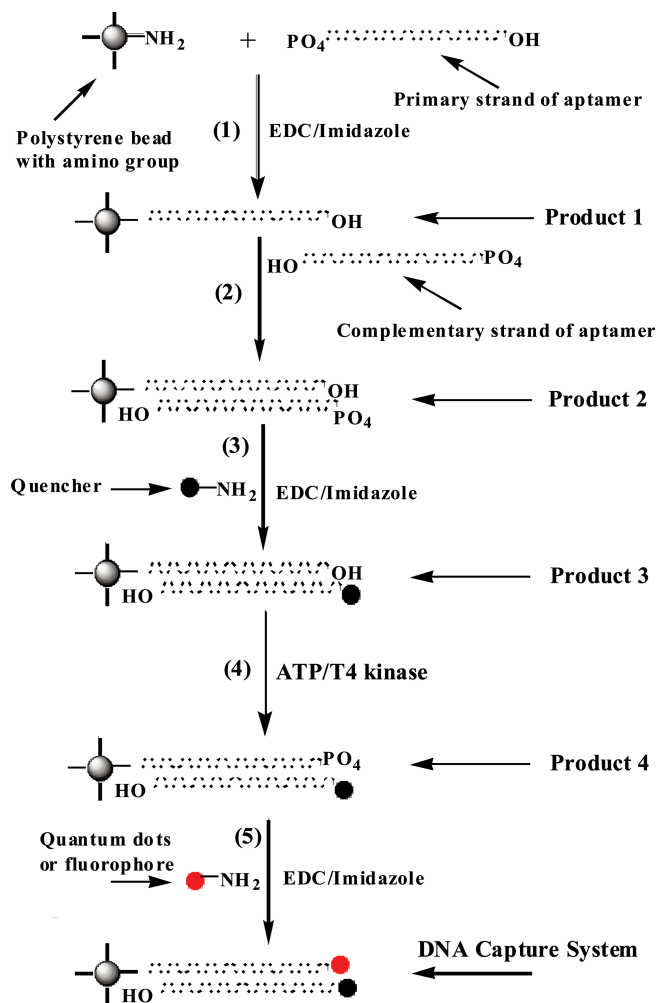 NH2 + PO4 OH
Primary strand of aptamer
Polystyrene bead
with amino group
(1) EDC/Imidazole
OH Product 1
(2) HO PO4
Complementary strand of aptamer
OH Product 2
HO PO4
(3)
Quencher NH2 EDC/Imidazole
OH Product 3
HO
(4) ATP/T4 kinase
PO4 Product 4
HO
(5)
Quantum dots
or fluorophore
NH2 EDC/Imidazole
DNA Capture System
HO